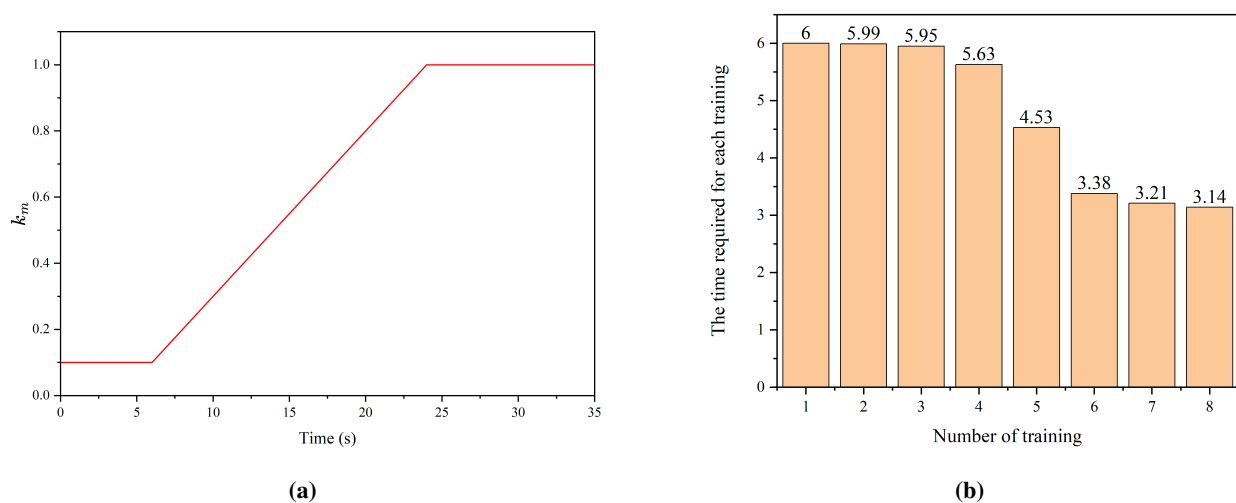 1.0
0.8
0.6
0.4
0.2
0.0
k_m
0 5 10 15 20 25 30 35
Time (s)
(a)
The time required for each training
6
5
4
3
2
1
0
6 5.99 5.95 5.63 4.53 3.38 3.21 3.14
1 2 3 4 5 6 7 8
Number of training
(b)